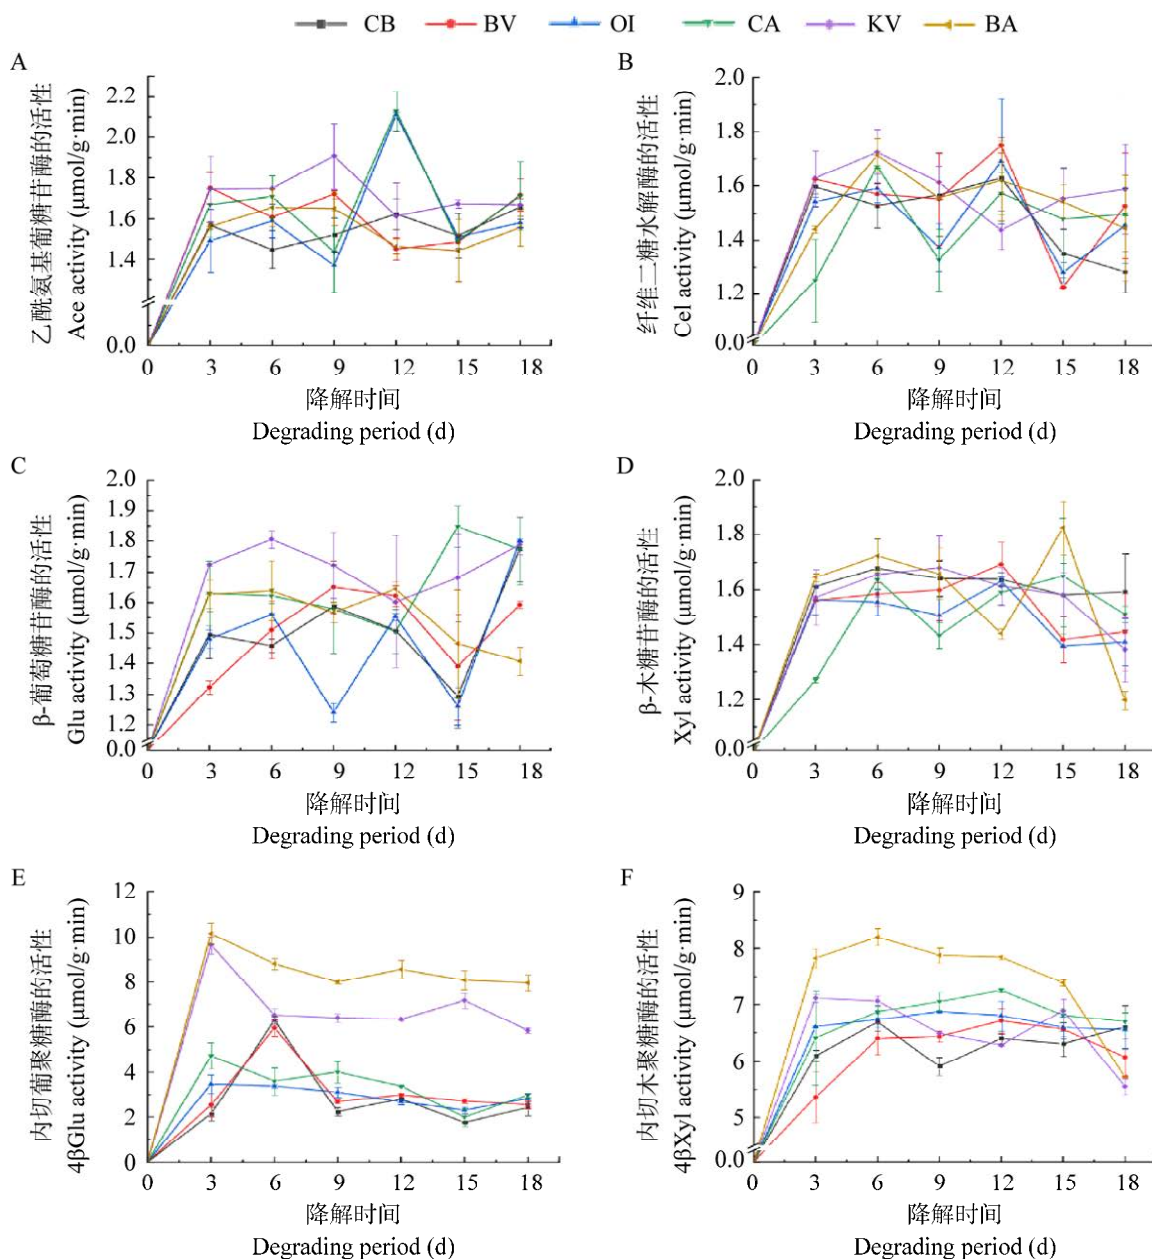 CB BV OI CA KV BA
A
乙酰氨基葡糖苷酶的活性
Ace activity (μmol/g·min)
2.2
2.0
1.8
1.6
1.4
0.0
0 3 6 9 12 15 18
降解时间
Degrading period (d)
B
纤维二糖水解酶的活性
Cel activity (μmol/g·min)
2.0
1.8
1.6
1.4
1.2
0.0
0 3 6 9 12 15 18
降解时间
Degrading period (d)
C
β-葡萄糖苷酶的活性
Glu activity (μmol/g·min)
2.0
1.9
1.8
1.7
1.6
1.5
1.4
1.3
1.2
0.0
0 3 6 9 12 15 18
降解时间
Degrading period (d)
D
β-木糖苷酶的活性
Xyl activity (μmol/g·min)
2.0
1.8
1.6
1.4
1.2
0.0
0 3 6 9 12 15 18
降解时间
Degrading period (d)
E
内切葡聚糖酶的活性
4βGlu activity (μmol/g·min)
12
10
8
6
4
2
0
0 3 6 9 12 15 18
降解时间
Degrading period (d)
F
内切木聚糖酶的活性
4βXyl activity (μmol/g·min)
9
8
7
6
5
0.0
0 3 6 9 12 15 18
降解时间
Degrading period (d)